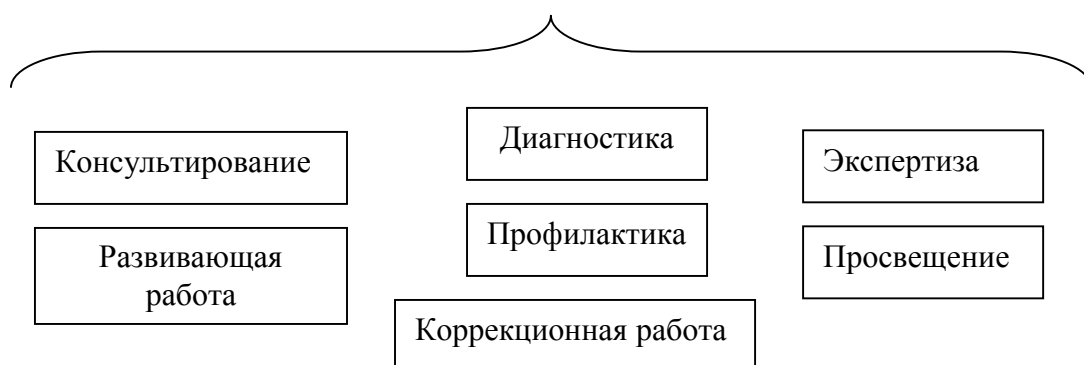 Консультирование
Диагностика
Экспертиза
Развивающая
работа
Профилактика
Просвещение
Коррекционная работа